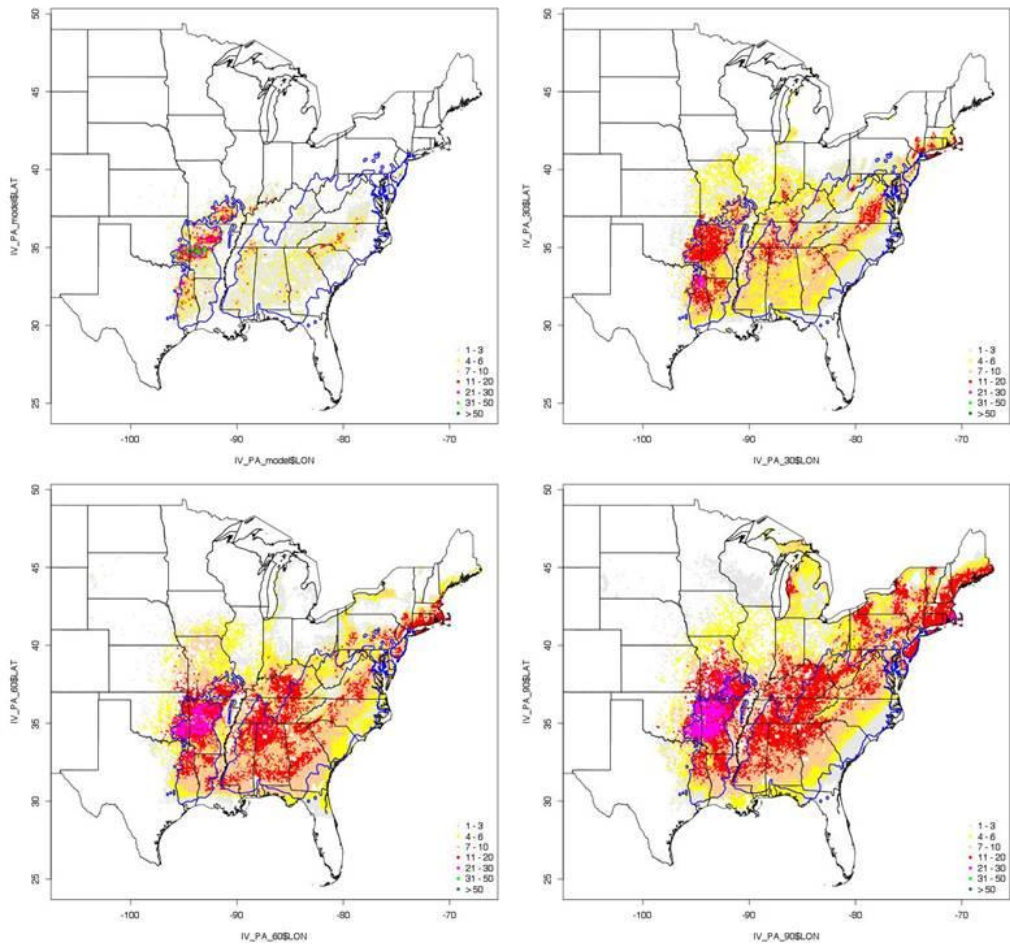 IV_PA_model$LAT
50
45
40
35
30
25
1 - 3
4 - 6
7 - 10
11 - 20
21 - 30
31 - 50
> 50
-100
-90
-80
-70
IV_PA_model$LON
IV_PA_30$LAT
50
45
40
35
30
25
1 - 3
4 - 6
7 - 10
11 - 20
21 - 30
31 - 50
> 50
-100
-90
-80
-70
IV_PA_30$LON
IV_PA_60$LAT
50
45
40
35
30
25
1 - 3
4 - 6
7 - 10
11 - 20
21 - 30
31 - 50
> 50
-100
-90
-80
-70
IV_PA_60$LON
IV_PA_90$LAT
50
45
40
35
30
25
1 - 3
4 - 6
7 - 10
11 - 20
21 - 30
31 - 50
> 50
-100
-90
-80
-70
IV_PA_90$LON